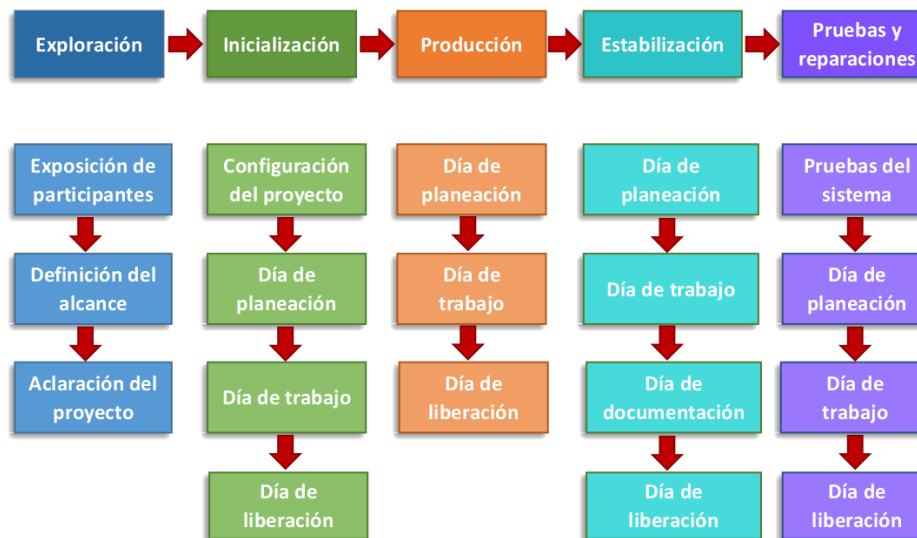 Exploración
Inicialización
Producción
Estabilización
Pruebas y
reparaciones
Exposición de
participantes
Definición del
alcance
Aclaración del
proyecto
Configuración
del proyecto
Día de
planeación
Día de trabajo
Día de
liberación
Día de
planeación
Día de
trabajo
Día de
liberación
Día de
planeación
Día de trabajo
Día de
documentación
Día de
liberación
Pruebas del
sistema
Día de
planeación
Día de
trabajo
Día de
liberación